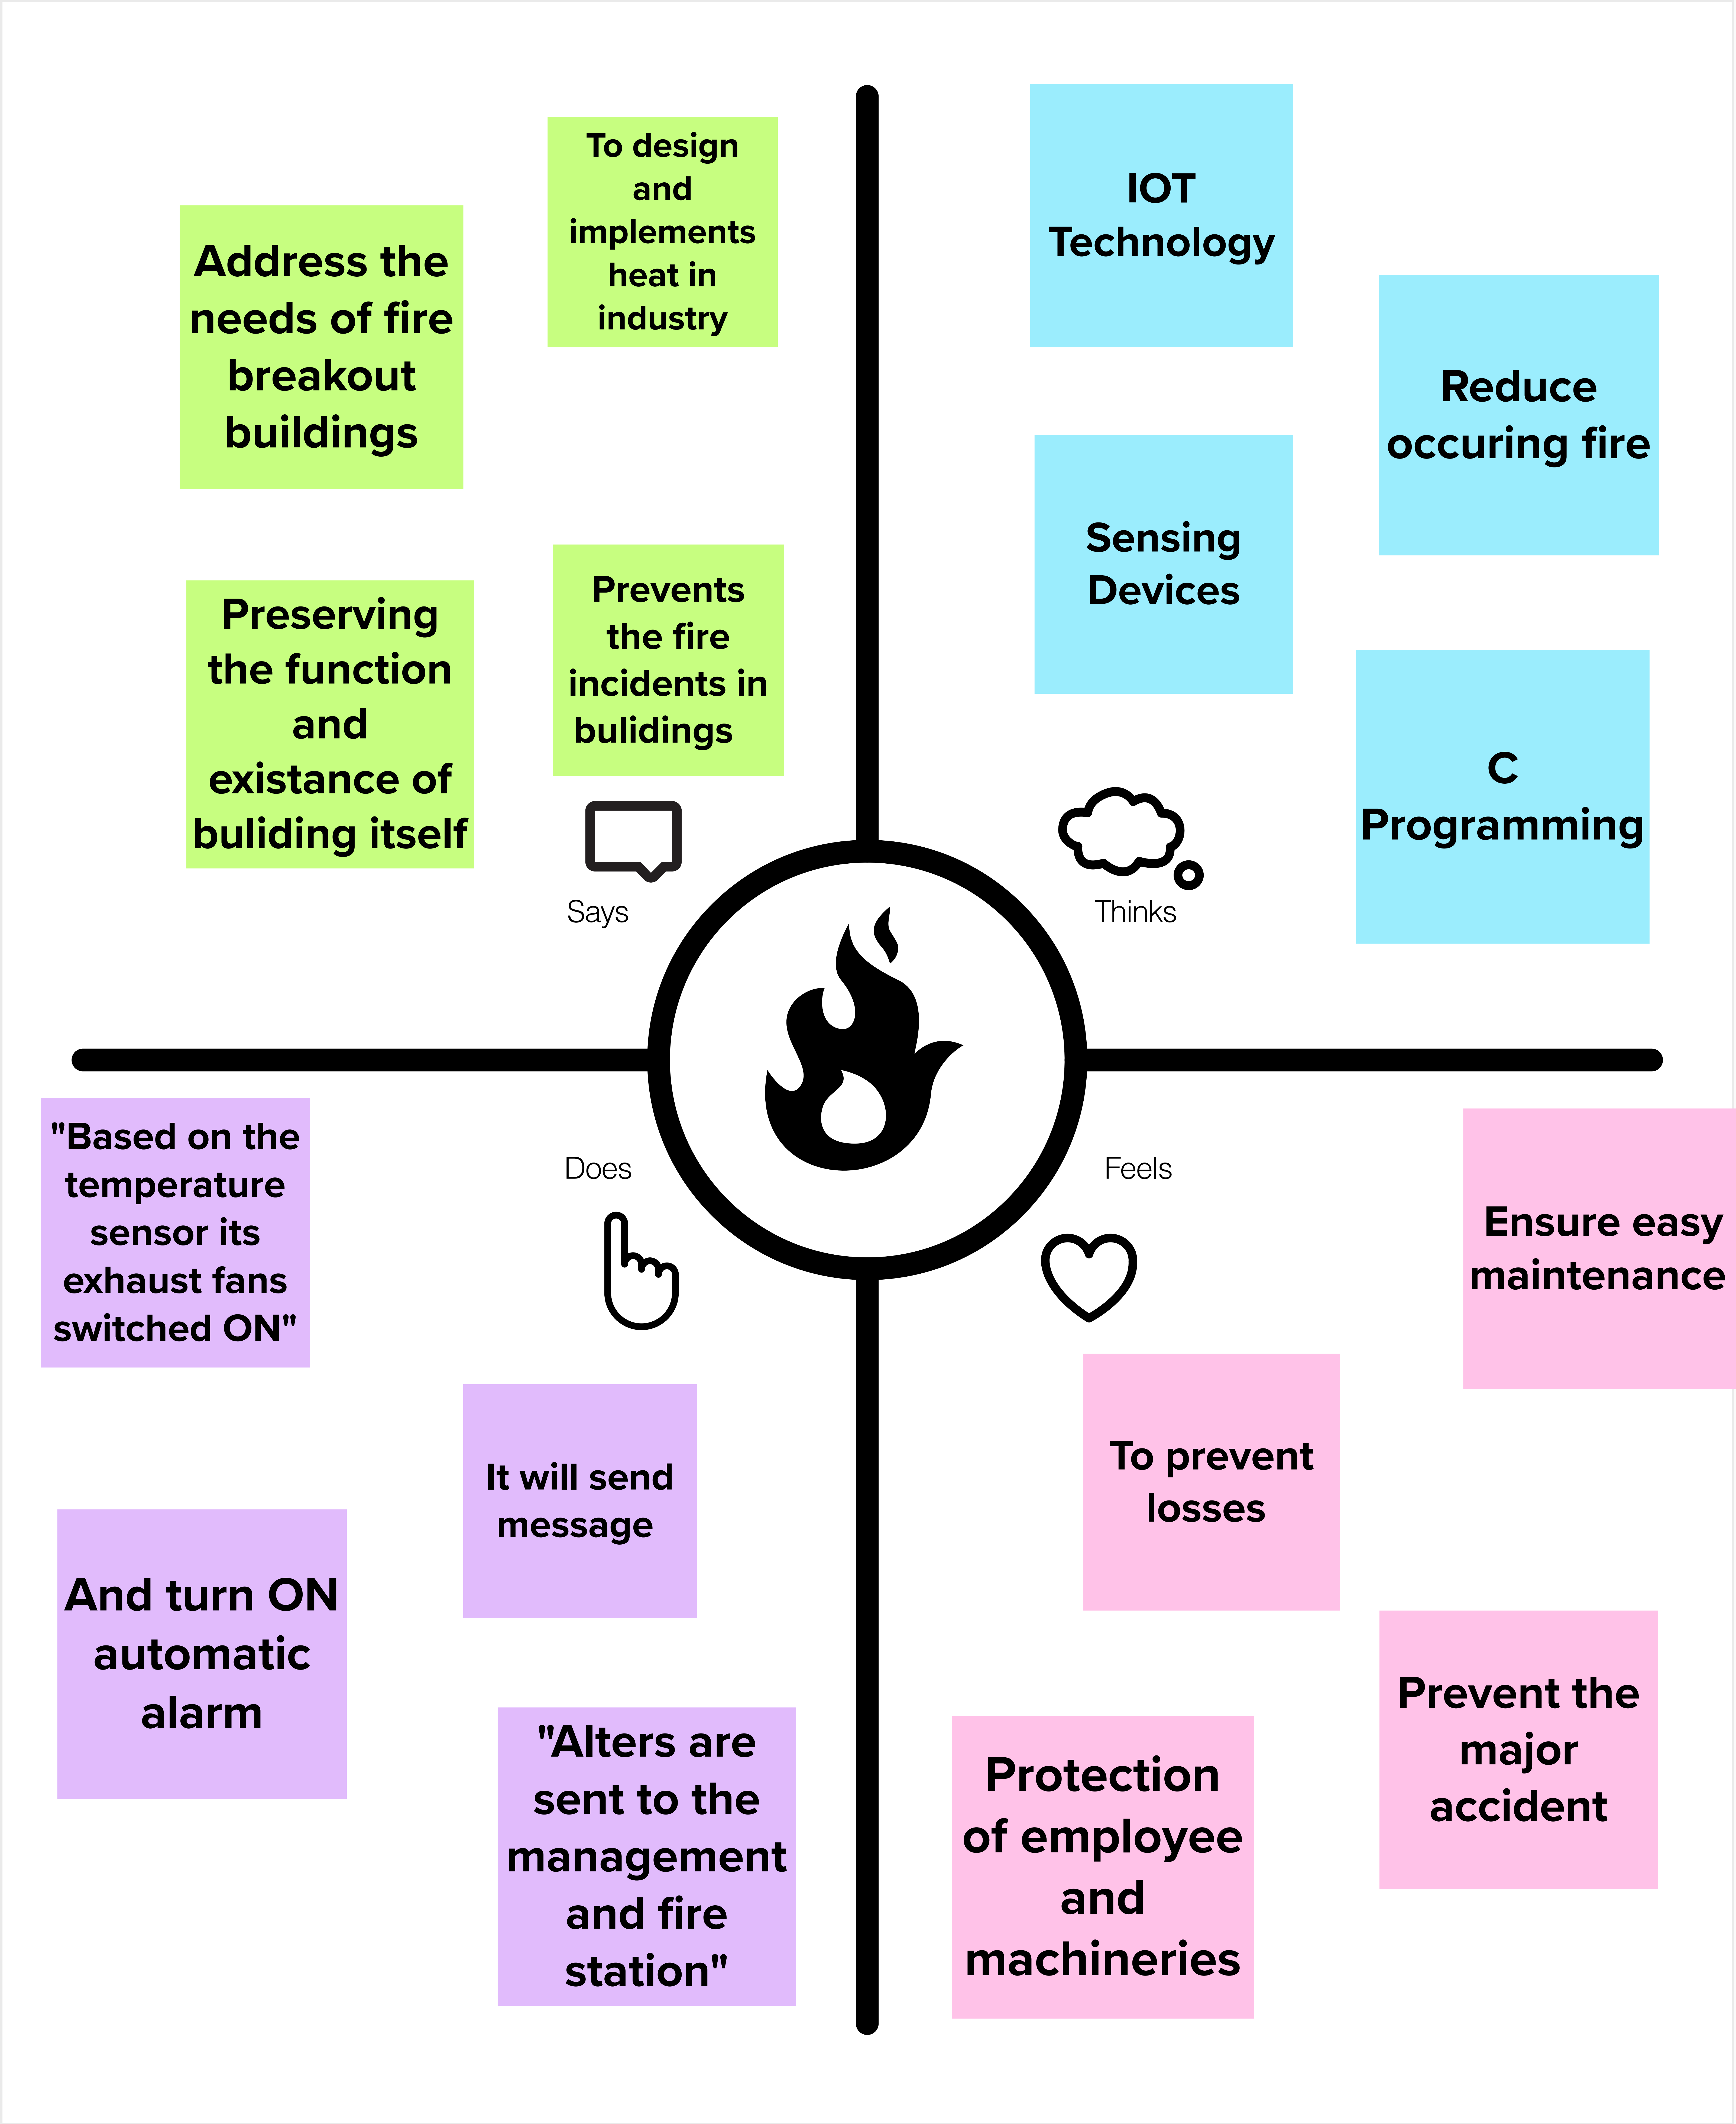 To design
and
implements
heat in
industry
Address the
needs of fire
breakout
buildings
Preserving
the function
and
existance of
buliding itself
Prevents
the fire
incidents in
bulidings
Says
IOT
Technology
Reduce
occuring fire
Sensing
Devices
C
Programming
Thinks
"Based on the
temperature
sensor its
exhaust fans
switched ON"
Does
It will send
message
And turn ON
automatic
alarm
"Alters are
sent to the
management
and fire
station"
Feels
Ensure easy
maintenance
To prevent
losses
Prevent the
major
accident
Protection
of employee
and
machineries